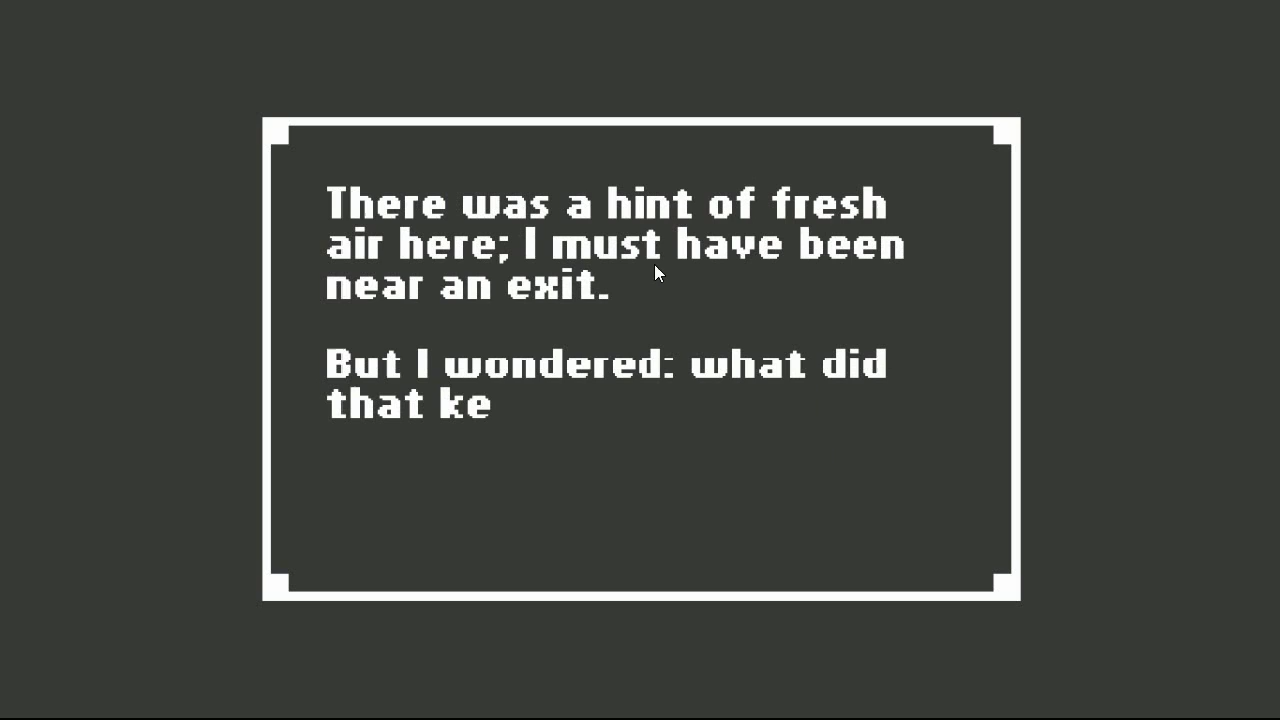 There was a hint of fresh
air here; I must have been
near an exit.
But I wondered: what did
that ke